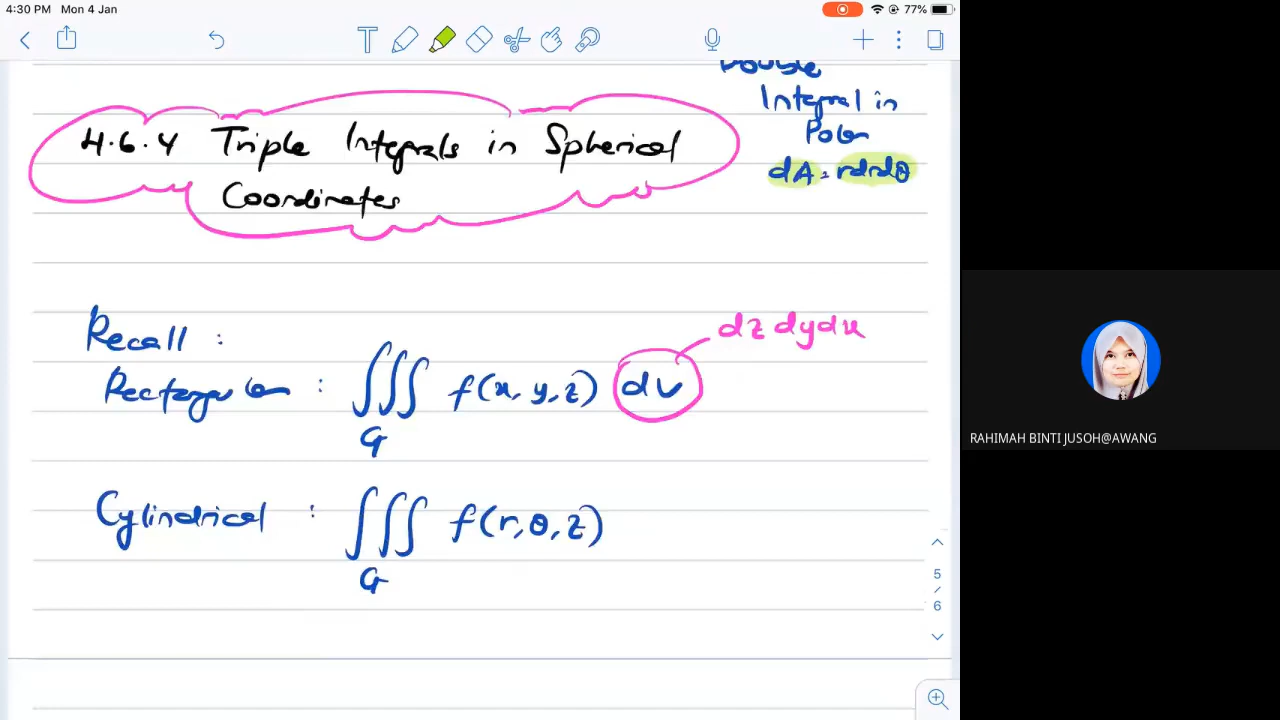 4:30 PM Mon 4 Jan
77%
Double
Integral in
Polar
dA = rdrdθ
4.6.4 Triple Integrals in Spherical
Coordinates
Recall :
dz dy dx
Rectangular : ∭ f(x, y, z) dv
G
Cylindrical : ∭ f(r, θ, z)
G
5
/
6
RAHIMAH BINTI JUSOH@AWANG